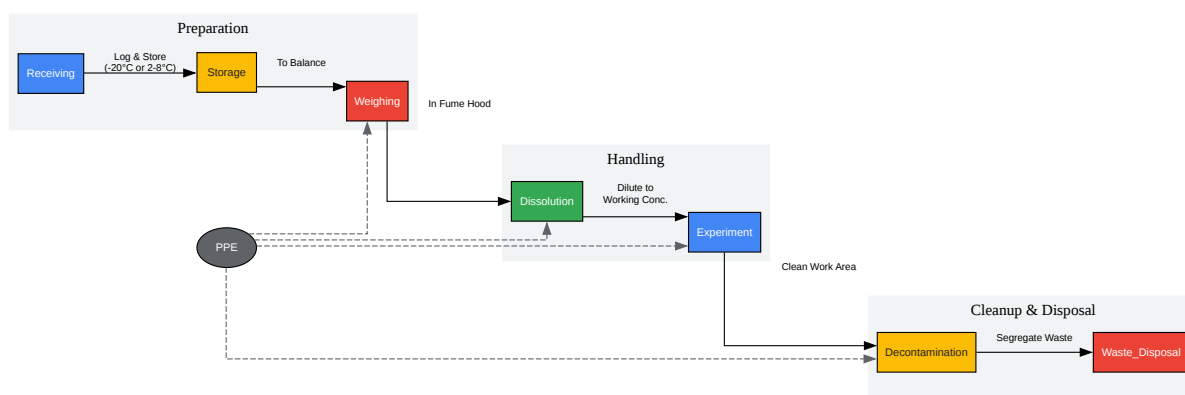 Preparation
Receiving
Log & Store
(-20°C or 2-8°C)
Storage
To Balance
Weighing
In Fume Hood
Handling
Dissolution
Dilute to
Working Conc.
Experiment
PPE
Clean Work Area
Cleanup & Disposal
Decontamination
Segregate Waste
Waste_Disposal